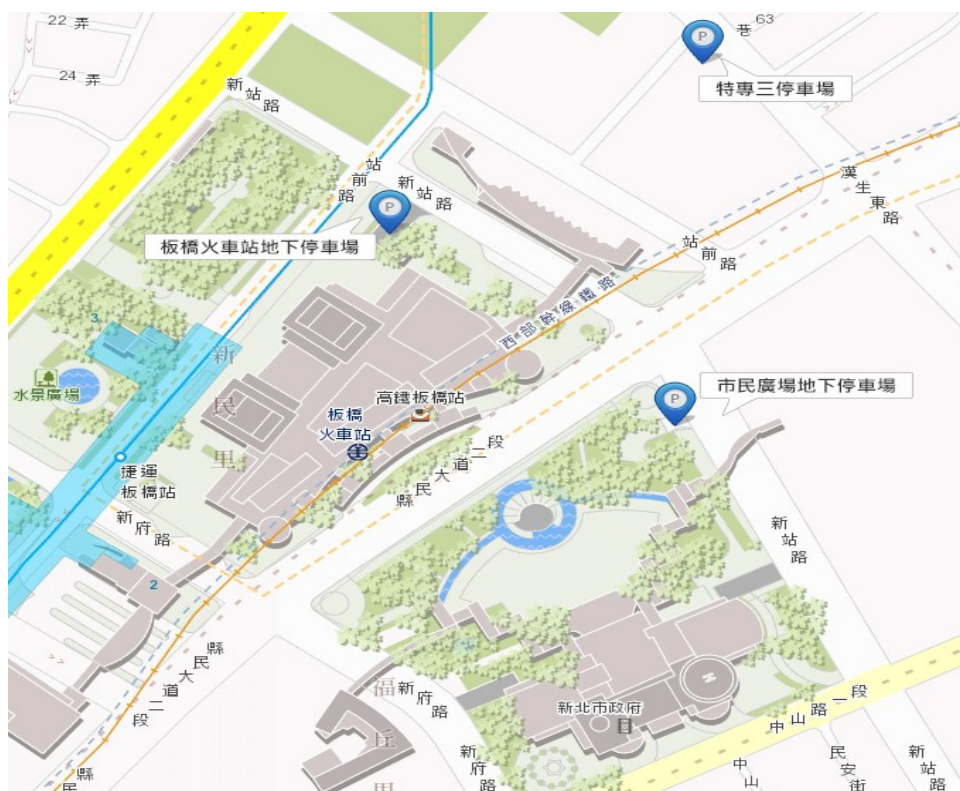 22 弄
63
巷
24 弄
特專三停車場
新站路
站前路
新站路
漢生東路
板橋火車站地下停車場
站前路
西部幹線鐵路
3
新民里
水景廣場
市民廣場地下停車場
高鐵板橋站
板橋
火車站
縣民大道二段
捷運
板橋站
新府路
新站路
2
縣民大道二段
福丘里
新府路
新北市政府
中山路一段
新府路
中山
民安街
新站路
縣民